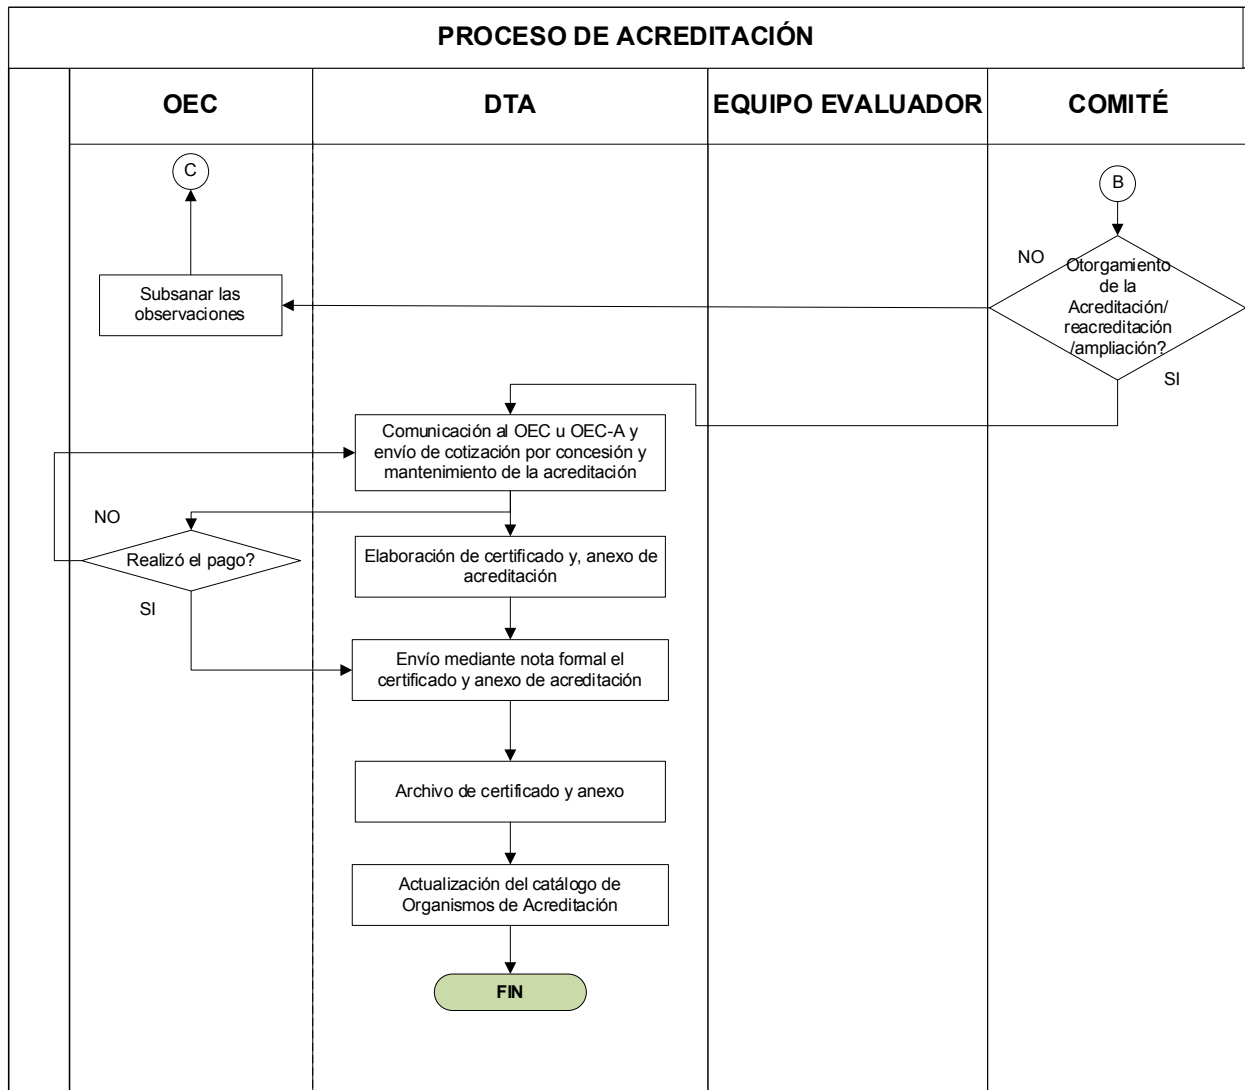 PROCESO DE ACREDITACIÓN
OEC
DTA
EQUIPO EVALUADOR
COMITÉ
C
B
NO
Otorgamiento
de la
Acreditación/
reacreditación
/ampliación?
SI
Subsanar las
observaciones
Comunicación al OEC u OEC-A y
envío de cotización por concesión y
mantenimiento de la acreditación
NO
Realizó el pago?
SI
Elaboración de certificado y, anexo de
acreditación
Envío mediante nota formal el
certificado y anexo de acreditación
Archivo de certificado y anexo
Actualización del catálogo de
Organismos de Acreditación
FIN